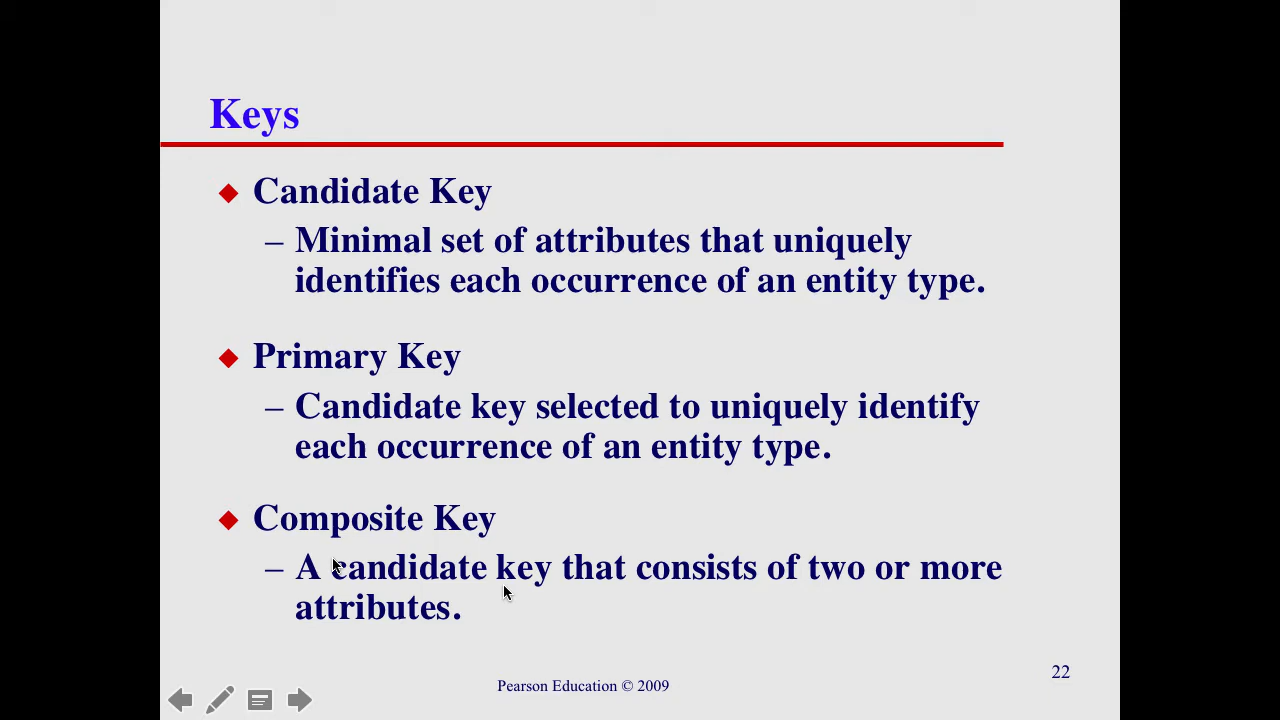 Keys
Candidate Key
– Minimal set of attributes that uniquely
identifies each occurrence of an entity type.
Primary Key
– Candidate key selected to uniquely identify
each occurrence of an entity type.
Composite Key
– A candidate key that consists of two or more
attributes.
22
Pearson Education © 2009